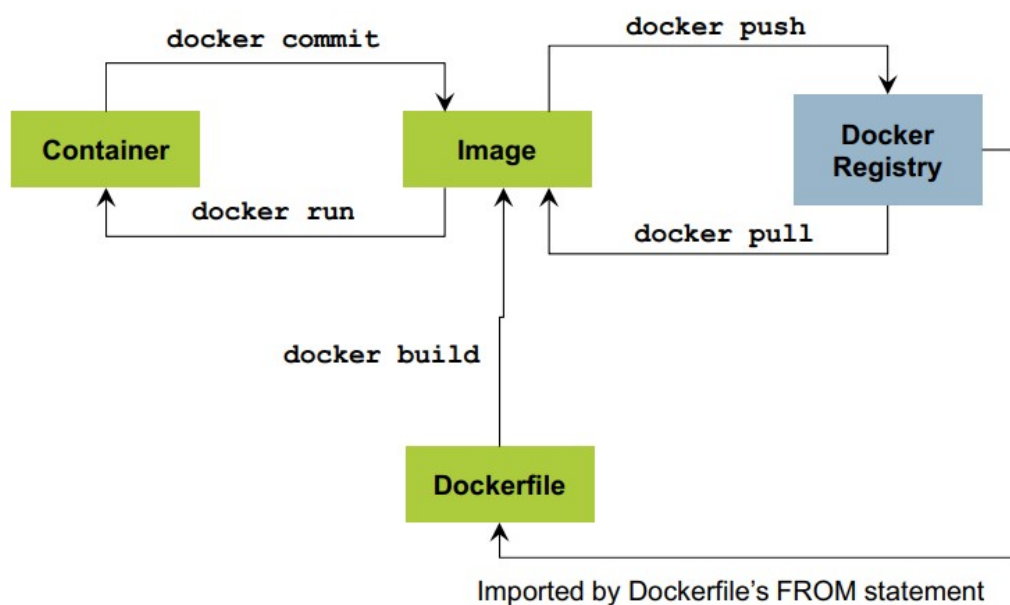 docker commit
docker push
Container
Image
Docker
Registry
docker run
docker pull
docker build
Dockerfile
Imported by Dockerfile's FROM statement